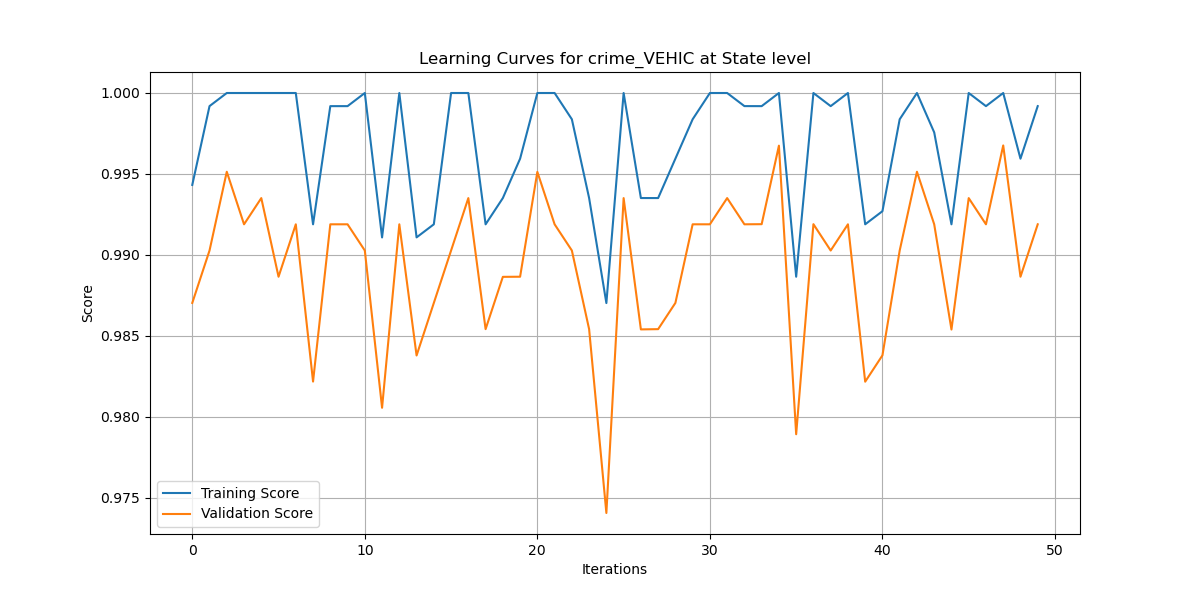 Learning Curves for crime_VEHIC at State level
1.000
0.995
0.990
0.985
0.980
0.975
Score
Training Score
Validation Score
0 10 20 30 40 50
Iterations